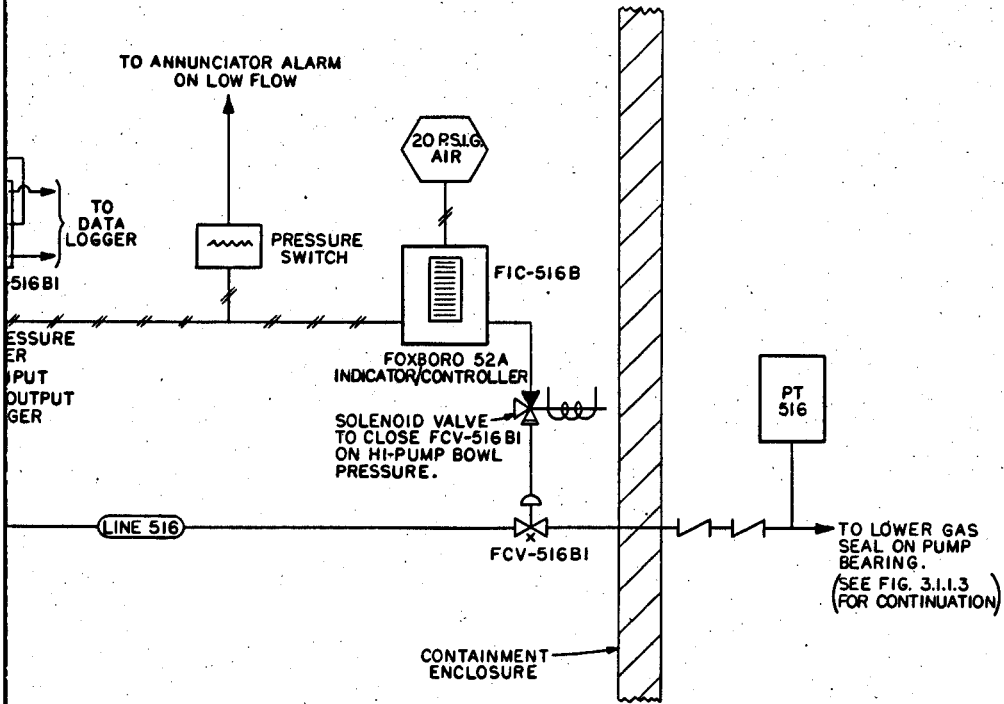 TO ANNUNCIATOR ALARM
ON LOW FLOW
20 P.S.I.G.
AIR
TO
DATA
LOGGER
PRESSURE
SWITCH
FIC-516B
-516B1
ESSURE
ER
IPUT
OUTPUT
GER
FOXBORO 52A
INDICATOR/CONTROLLER
SOLENOID VALVE
TO CLOSE FCV-516B1
ON HI-PUMP BOWL
PRESSURE.
PT
516
LINE 516
FCV-516B1
TO LOWER GAS
SEAL ON PUMP
BEARING.
(SEE FIG. 3.1.1.3
FOR CONTINUATION)
CONTAINMENT
ENCLOSURE